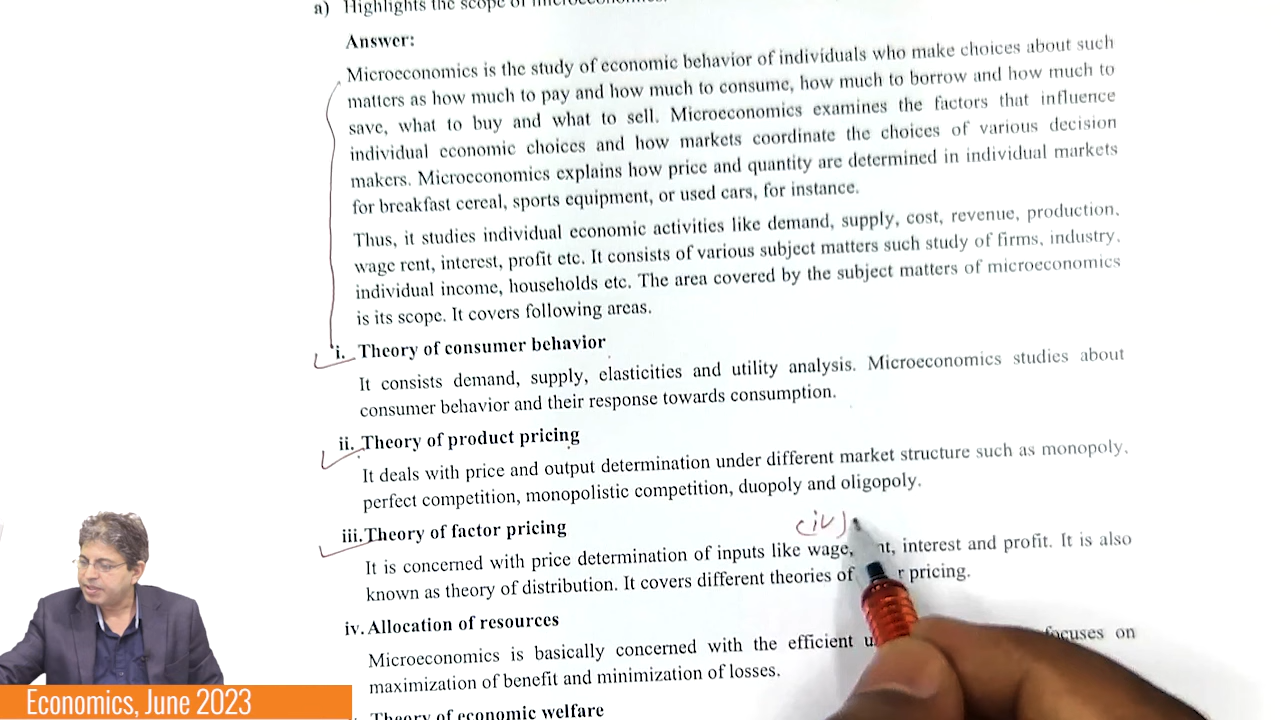 a) Highlights the scope of microeconomics.
Answer:
Microeconomics is the study of economic behavior of individuals who make choices about such
matters as how much to pay and how much to consume, how much to borrow and how much to
save, what to buy and what to sell. Microeconomics examines the factors that influence
individual economic choices and how markets coordinate the choices of various decision
makers. Microeconomics explains how price and quantity are determined in individual markets
for breakfast cereal, sports equipment, or used cars, for instance.
Thus, it studies individual economic activities like demand, supply, cost, revenue, production,
wage rent, interest, profit etc. It consists of various subject matters such study of firms, industry,
individual income, households etc. The area covered by the subject matters of microeconomics
is its scope. It covers following areas.
i. Theory of consumer behavior
It consists demand, supply, elasticities and utility analysis. Microeconomics studies about
consumer behavior and their response towards consumption.
ii. Theory of product pricing
It deals with price and output determination under different market structure such as monopoly,
perfect competition, monopolistic competition, duopoly and oligopoly.
(iv)
iii. Theory of factor pricing
It is concerned with price determination of inputs like wage, interest and profit. It is also
known as theory of distribution. It covers different theories of pricing.
iv. Allocation of resources
Microeconomics is basically concerned with the efficient focuses on
maximization of benefit and minimization of losses.
Theory of economic welfare
Economics, June 2023